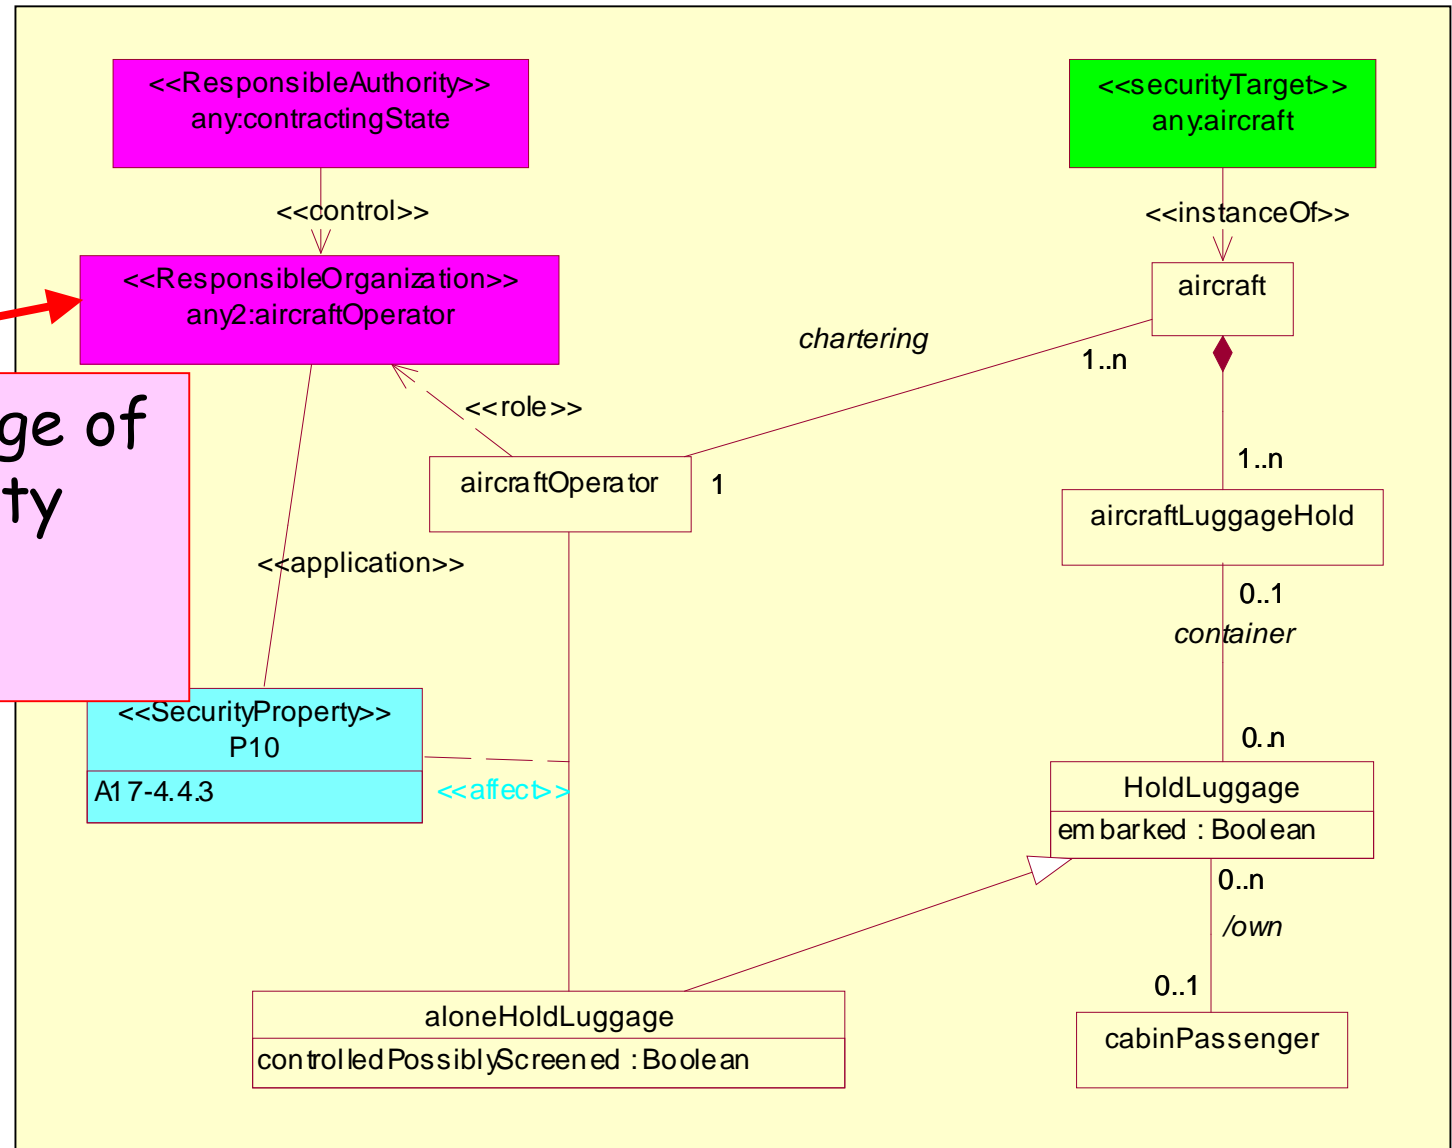 <<ResponsibleAuthority>>
any:contractingState
<<securityTarget>>
any:aircraft
<<control>>
<<instanceOf>>
<<ResponsibleOrganization>>
any2:aircraftOperator
aircraft
chartering
1..n
<<role>>
ge of
ty
aircraftOperator
1
1..n
aircraftLuggageHold
<<application>>
0..1
container
<<SecurityProperty>>
P10
A17-4.4.3
<<affect>>
0..n
HoldLuggage
embarked : Boolean
0..n
/own
0..1
aloneHoldLuggage
controlledPossiblyScreened : Boolean
cabinPassenger